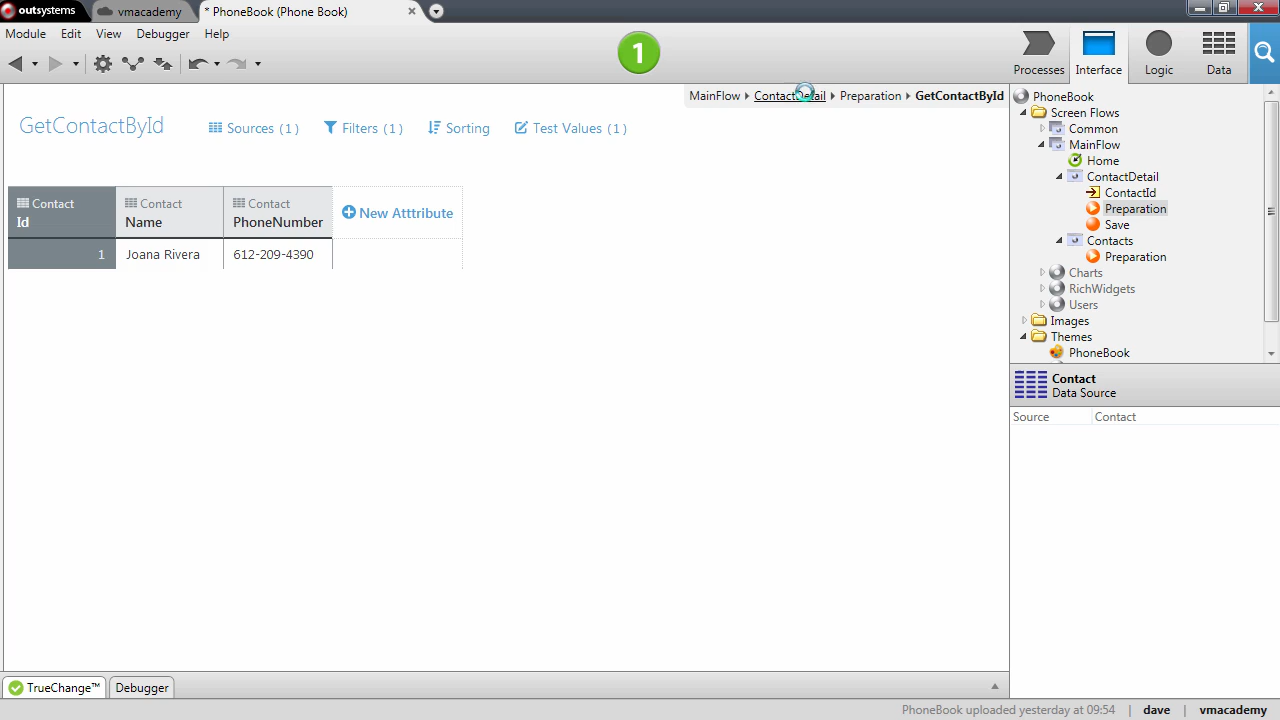 outsystems
vmacademy
* PhoneBook (Phone Book)
Module Edit View Debugger Help
1
Processes Interface Logic Data
MainFlow ContactDetail Preparation GetContactById
GetContactById
Sources (1) Filters (1) Sorting Test Values (1)
Contact Contact Contact
Id Name PhoneNumber
New Atttribute
1 Joana Rivera 612-209-4390
PhoneBook
Screen Flows
Common
MainFlow
Home
ContactDetail
ContactId
Preparation
Save
Contacts
Preparation
Charts
RichWidgets
Users
Images
Themes
PhoneBook
Contact
Data Source
Source Contact
TrueChange™ Debugger
PhoneBook uploaded yesterday at 09:54 | dave | vmacademy